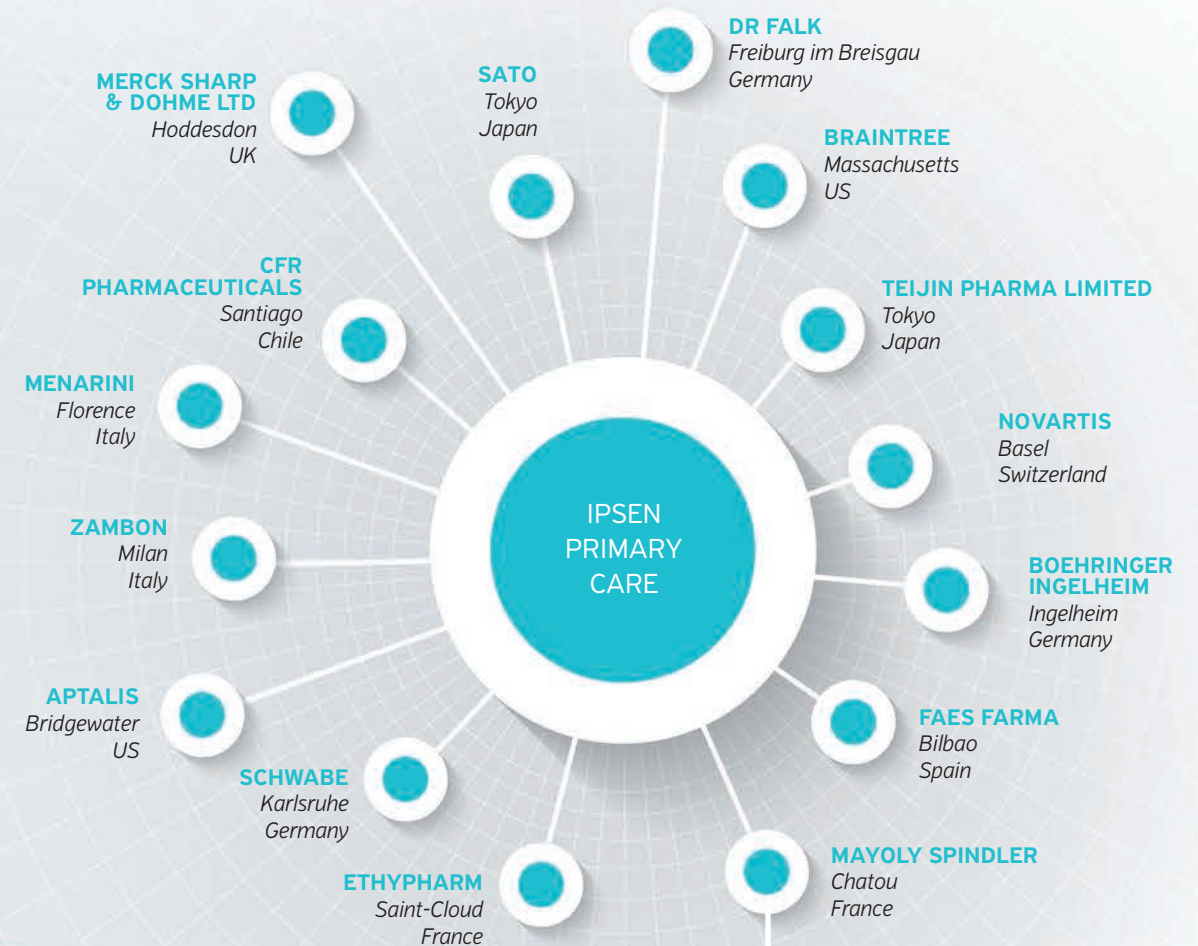 DR FALK
Freiburg im Breisgau
Germany
MERCK SHARP
& DOHME LTD
Hoddesdon
UK
SATO
Tokyo
Japan
BRAINTREE
Massachusetts
US
CFR
PHARMACEUTICALS
Santiago
Chile
TEIJIN PHARMA LIMITED
Tokyo
Japan
MENARINI
Florence
Italy
NOVARTIS
Basel
Switzerland
IPSEN
PRIMARY
CARE
ZAMBON
Milan
Italy
BOEHRINGER
INGELHEIM
Ingelheim
Germany
APTALIS
Bridgewater
US
FAES FARMA
Bilbao
Spain
SCHWABE
Karlsruhe
Germany
MAYOLY SPINDLER
Chatou
France
ETHYPHARM
Saint-Cloud
France